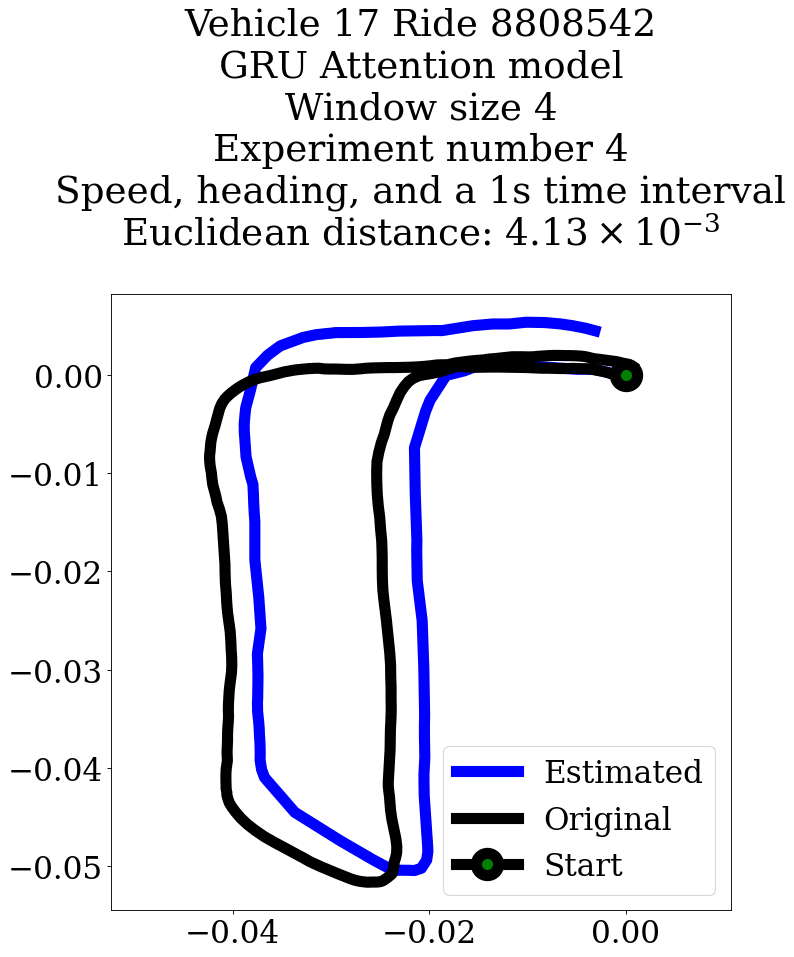 Vehicle 17 Ride 8808542
GRU Attention model
Window size 4
Experiment number 4
Speed, heading, and a 1s time interval
Euclidean distance: 4.13 × 10⁻³
0.00
−0.01
−0.02
−0.03
−0.04
−0.05
Estimated
Original
Start
−0.04
−0.02
0.00